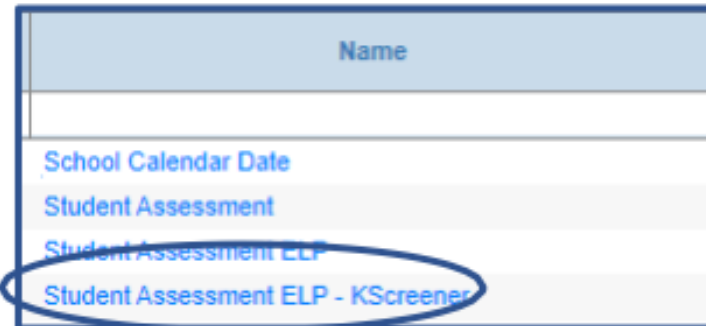 Name
School Calendar Date
Student Assessment
Student Assessment ELP
Student Assessment ELP - KScreener